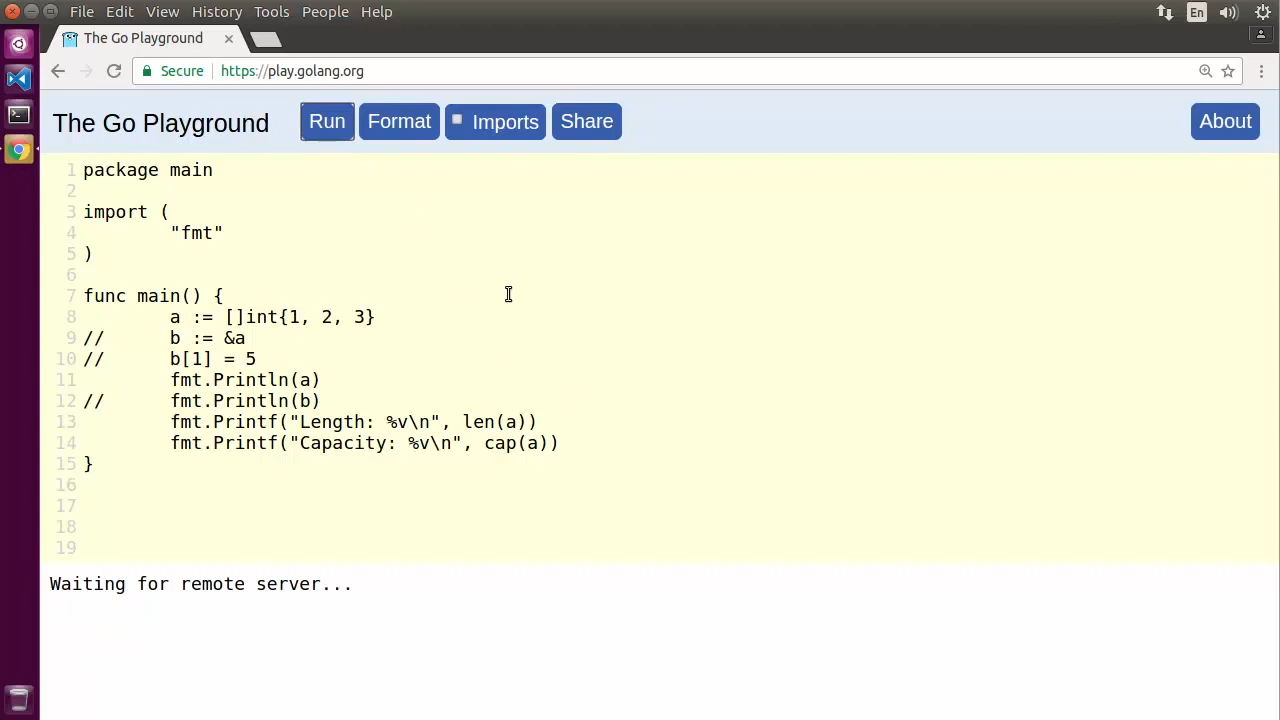 File Edit View History Tools People Help
En
The Go Playground
Secure https://play.golang.org
The Go Playground Run Format Imports Share About
1 package main
2
3 import (
4 "fmt"
5 )
6
7 func main() {
8 a := []int{1, 2, 3}
9 // b := &a
10 // b[1] = 5
11 fmt.Println(a)
12 // fmt.Println(b)
13 fmt.Printf("Length: %v\n", len(a))
14 fmt.Printf("Capacity: %v\n", cap(a))
15 }
16
17
18
19
Waiting for remote server...